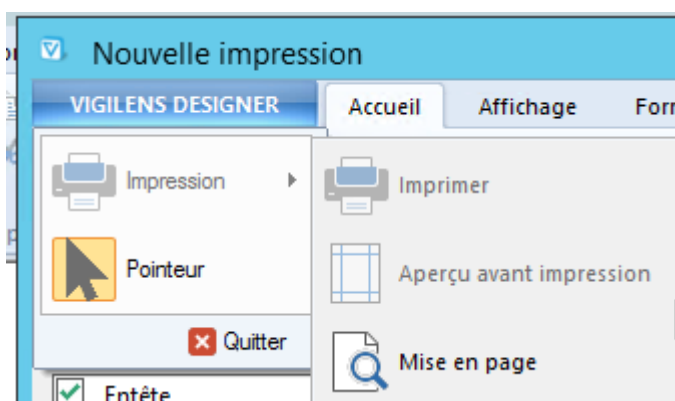 Nouvelle impression
VIGILENS DESIGNER Accueil Affichage
Impression Imprimer
Pointeur Aperçu avant impression
Quitter Mise en page
Entête